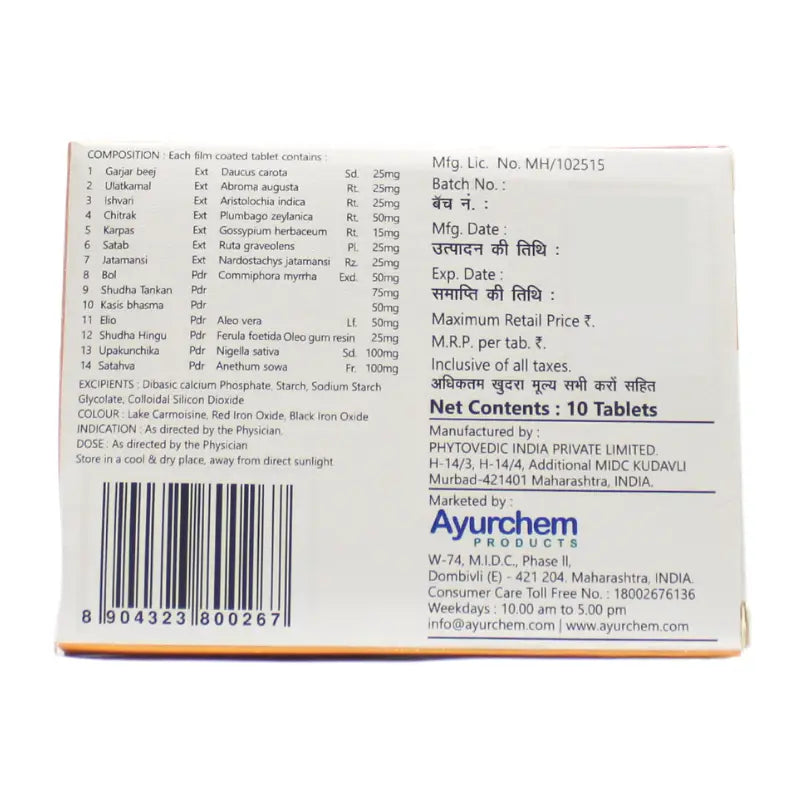 COMPOSITION : Each film coated tablet contains :
1 Garjar beej Ext Daucus carota Sd. 25mg
2 Ulatkamal Ext Abroma augusta Rt. 25mg
3 Ishvari Ext Aristolochia indica Rt. 25mg
4 Chitrak Ext Plumbago zeylanica Rt. 50mg
5 Karpas Ext Gossypium herbaceum Rt. 15mg
6 Satab Ext Ruta graveolens Pl. 25mg
7 Jatamansi Ext Nardostachys jatamansi Rz. 25mg
8 Bol Pdr Commiphora myrrha Exd. 50mg
9 Shudha Tankan Pdr 75mg
10 Kasis bhasma Pdr 50mg
11 Elio Pdr Aleo vera Lf. 50mg
12 Shudha Hingu Pdr Ferula foetida Oleo gum resin 25mg
13 Upakunchika Pdr Nigella sativa Sd. 100mg
14 Satahva Pdr Anethum sowa Fr. 100mg
EXCIPIENTS : Dibasic calcium Phosphate, Starch, Sodium Starch
Glycolate, Colloidal Silicon Dioxide
COLOUR : Lake Carmoisine, Red Iron Oxide, Black Iron Oxide
INDICATION : As directed by the Physician.
DOSE : As directed by the Physician
Store in a cool & dry place, away from direct sunlight
8 904323 800267
Mfg. Lic. No. MH/102515
Batch No. :
बॅच नं. :
Mfg. Date :
उत्पादन की तिथि :
Exp. Date :
समाप्ति की तिथि :
Maximum Retail Price ₹.
M.R.P. per tab. ₹.
Inclusive of all taxes.
अधिकतम खुदरा मूल्य सभी करों सहित
Net Contents : 10 Tablets
Manufactured by :
PHYTOVEDIC INDIA PRIVATE LIMITED.
H-14/3, H-14/4, Additional MIDC KUDAVLI
Murbad-421401 Maharashtra, INDIA.
Marketed by :
Ayurchem
PRODUCTS
W-74, M.I.D.C., Phase II,
Dombivli (E) - 421 204. Maharashtra, INDIA.
Consumer Care Toll Free No. : 18002676136
Weekdays : 10.00 am to 5.00 pm
info@ayurchem.com | www.ayurchem.com